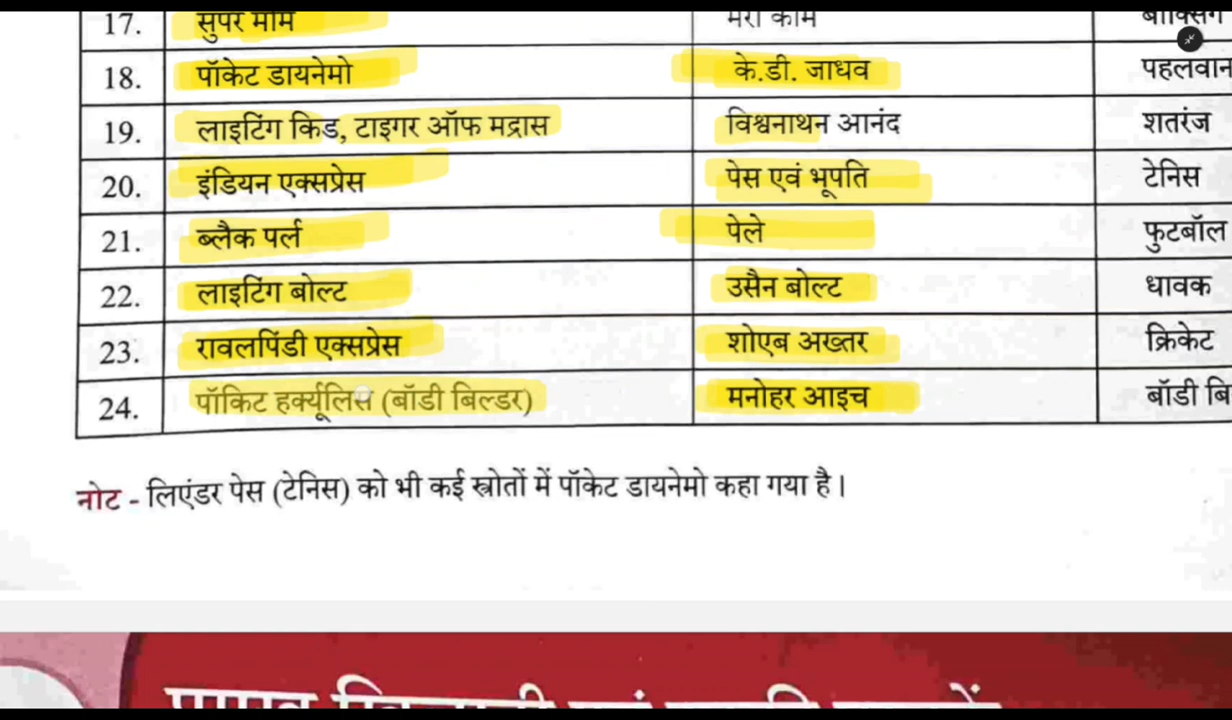 17. सुपर मॉम मैरी कॉम बॉक्सिंग
18. पॉकेट डायनेमो के.डी. जाधव पहलवान
19. लाइटिंग किड, टाइगर ऑफ मद्रास विश्वनाथन आनंद शतरंज
20. इंडियन एक्सप्रेस पेस एवं भूपति टेनिस
21. ब्लैक पर्ल पेले फुटबॉल
22. लाइटिंग बोल्ट उसैन बोल्ट धावक
23. रावलपिंडी एक्सप्रेस शोएब अख्तर क्रिकेट
24. पॉकिट हर्क्यूलिस (बॉडी बिल्डर) मनोहर आइच बॉडी बि
नोट - लिएंडर पेस (टेनिस) को भी कई स्त्रोतों में पॉकेट डायनेमो कहा गया है।